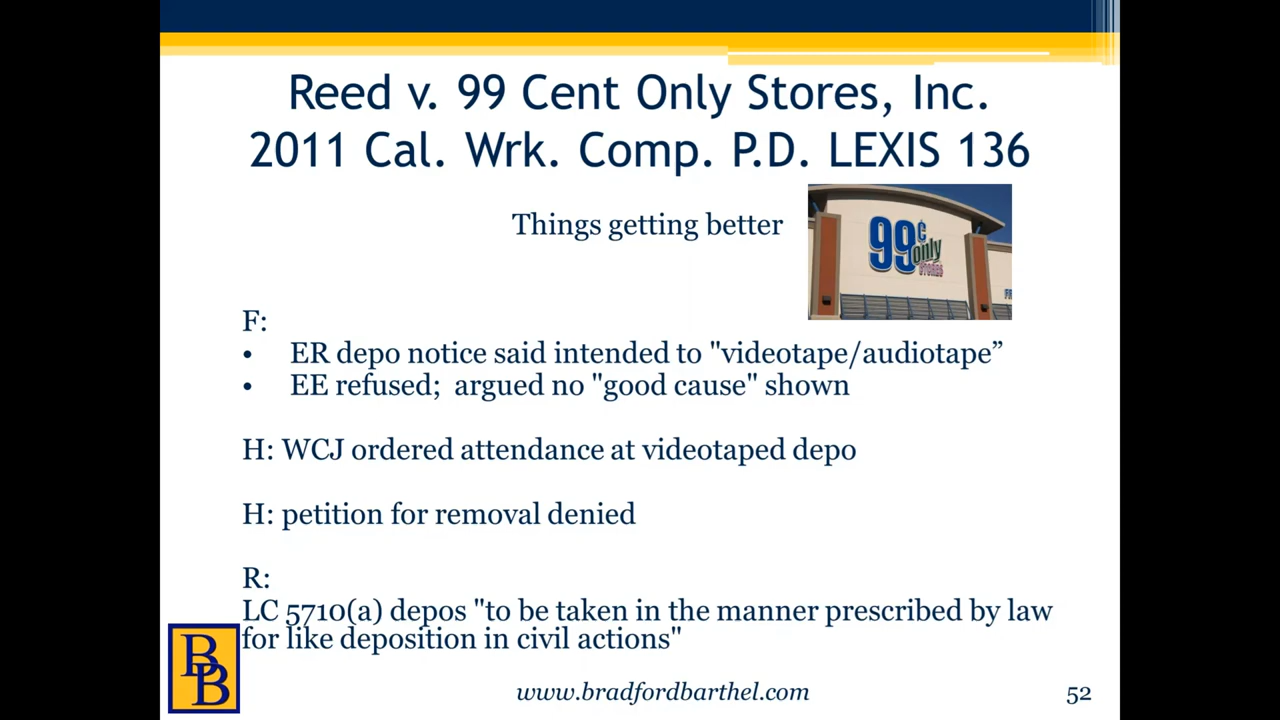 Reed v. 99 Cent Only Stores, Inc.
2011 Cal. Wrk. Comp. P.D. LEXIS 136
Things getting better
99¢
only
STORES
F:
• ER depo notice said intended to "videotape/audiotape”
• EE refused;  argued no "good cause" shown
H: WCJ ordered attendance at videotaped depo
H: petition for removal denied
R:
LC 5710(a) depos "to be taken in the manner prescribed by law
for like deposition in civil actions"
BB
www.bradfordbarthel.com
52